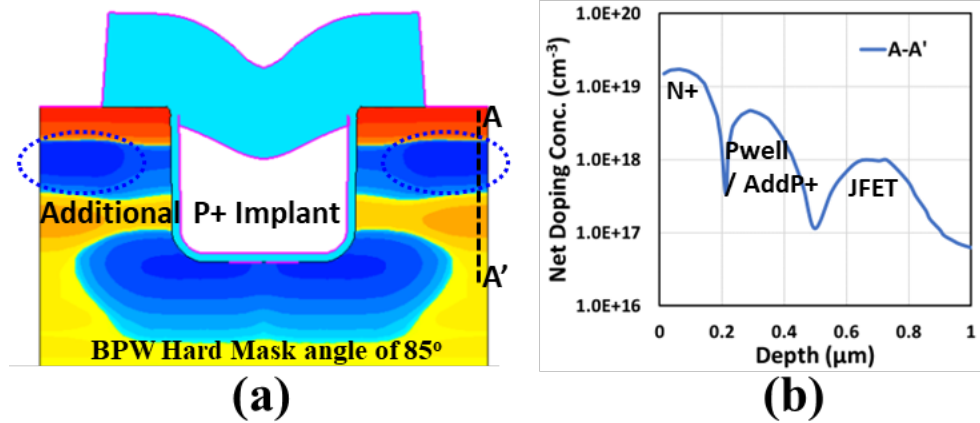 A
Additional P+ Implant
A'
BPW Hard Mask angle of 85°
(a)
Net Doping Conc. (cm-3)
1.0E+20
1.0E+19
1.0E+18
1.0E+17
1.0E+16
A-A'
N+
Pwell
/ AddP+
JFET
0
0.2
0.4
0.6
0.8
1
Depth (μm)
(b)